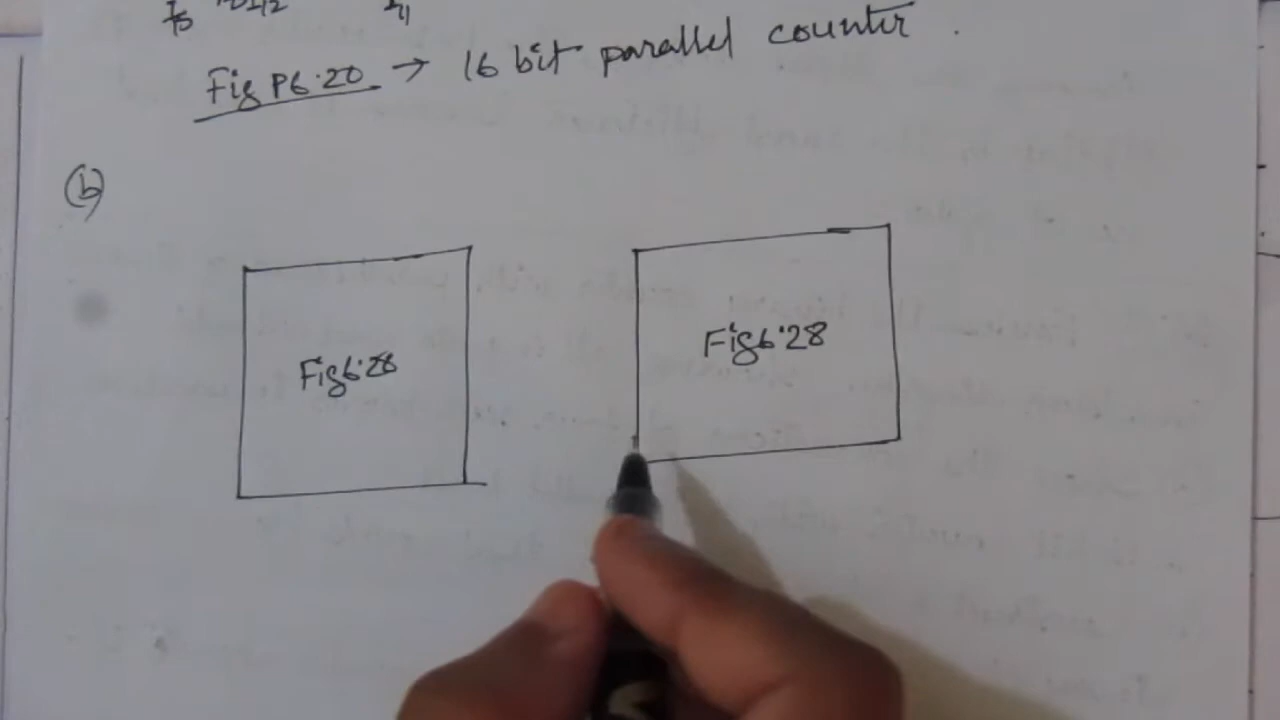 Fig P6.20 → 16 bit parallel counter.
(b)
Fig6.28 Fig6.28